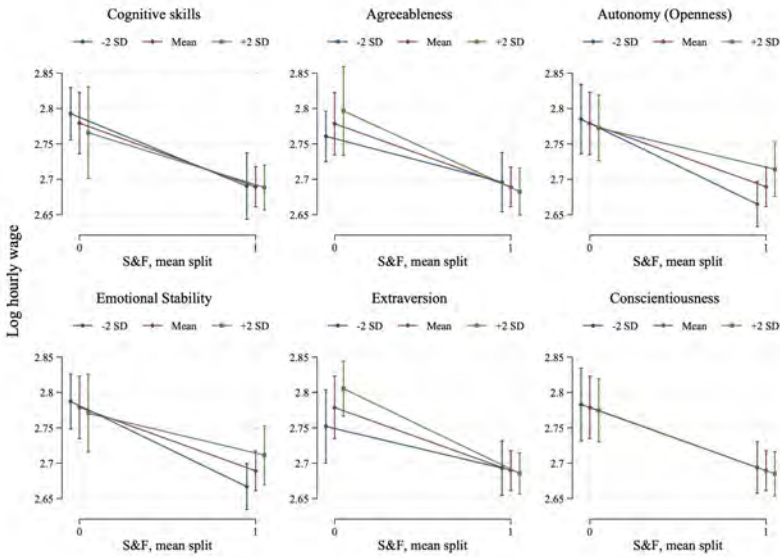 Cognitive skills
-2 SD Mean +2 SD
2.85
2.8
2.75
2.7
2.65
0 1
S&F, mean split
Agreeableness
-2 SD Mean +2 SD
2.85
2.8
2.75
2.7
2.65
0 1
S&F, mean split
Autonomy (Openness)
-2 SD Mean +2 SD
2.85
2.8
2.75
2.7
2.65
0 1
S&F, mean split
Log hourly wage
Emotional Stability
-2 SD Mean +2 SD
2.85
2.8
2.75
2.7
2.65
0 1
S&F, mean split
Extraversion
-2 SD Mean +2 SD
2.85
2.8
2.75
2.7
2.65
0 1
S&F, mean split
Conscientiousness
-2 SD Mean +2 SD
2.85
2.8
2.75
2.7
2.65
0 1
S&F, mean split